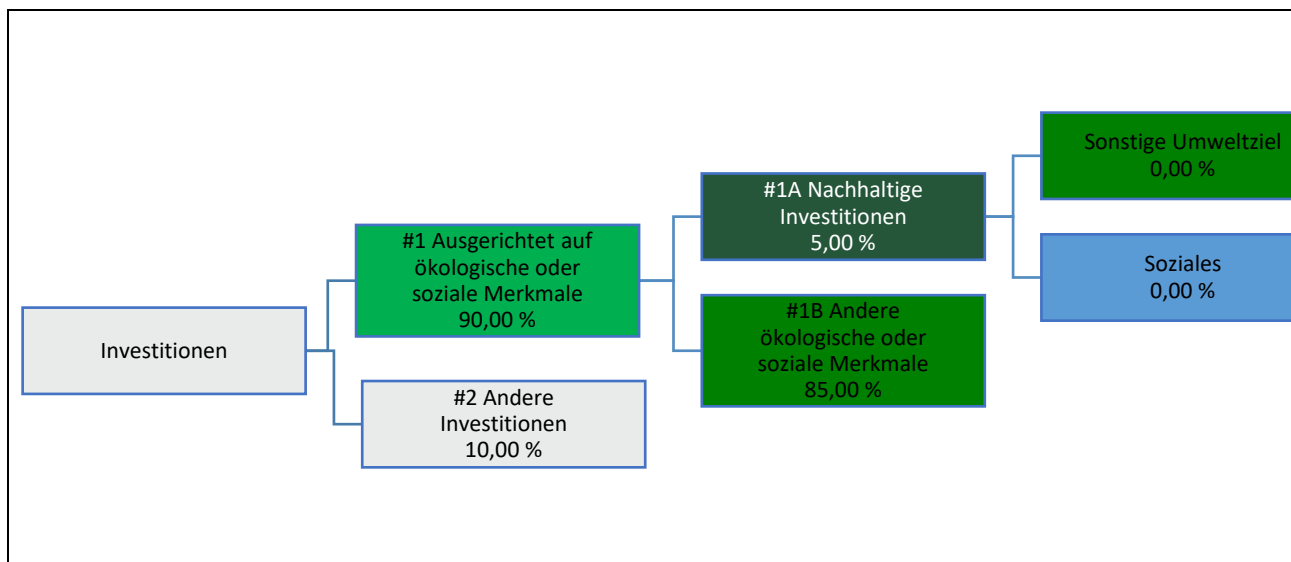 Investitionen
#1 Ausgerichtet auf
ökologische oder
soziale Merkmale
90,00 %
#2 Andere
Investitionen
10,00 %
#1A Nachhaltige
Investitionen
5,00 %
#1B Andere
ökologische oder
soziale Merkmale
85,00 %
Sonstige Umweltziel
0,00 %
Soziales
0,00 %